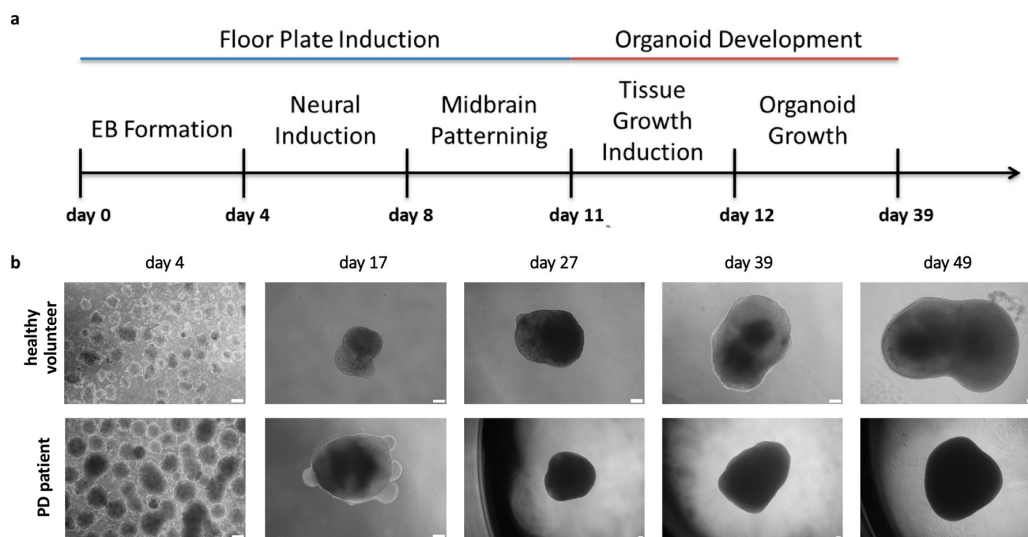 a
Floor Plate Induction
Organoid Development
EB Formation
Neural
Induction
Midbrain
Patterninig
Tissue
Growth
Induction
Organoid
Growth
day 0
day 4
day 8
day 11
day 12
day 39
b
day 4
day 17
day 27
day 39
day 49
healthy
volunteer
PD patient